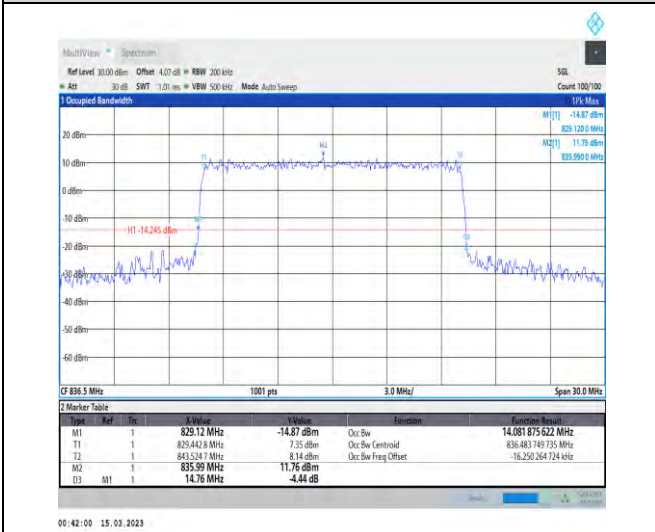 MultiView Spectrum
Ref Level 30.00 dBm Offset 4.07 dB RBW 200 kHz SGL
Att 30 dB SWT 1.01 ms VBW 500 kHz Mode Auto Sweep Count 100/100
1 Occupied Bandwidth 1Pk Max
M1[1] -14.87 dBm
829.120 0 MHz
M2[1] 11.76 dBm
835.990 0 MHz
20 dBm
M2
T1
10 dBm
0 dBm
-10 dBm
H1 -14.245 dBm
-20 dBm
-30 dBm
-40 dBm
-50 dBm
-60 dBm
CF 836.5 MHz 1001 pts 3.0 MHz/ Span 30.0 MHz
2 Marker Table
Type Ref Trc X-Value Y-Value Function Function Result
M1 1 829.12 MHz -14.87 dBm Occ Bw 14.081 875 622 MHz
T1 1 829.442 8 MHz 7.35 dBm Occ Bw Centroid 836.483 749 735 MHz
T2 1 843.524 7 MHz 8.14 dBm Occ Bw Freq Offset -16.250 264 724 kHz
M2 1 835.99 MHz 11.76 dBm
D3 M1 1 14.76 MHz -4.44 dB
00:42:00 15.03.2023